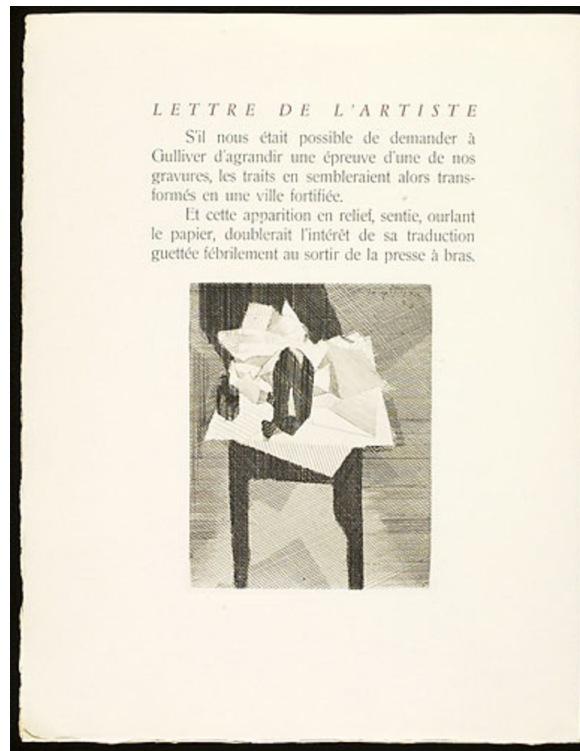 LETTRE DE L'ARTISTE
S'il nous était possible de demander à
Gulliver d'agrandir une épreuve d'une de nos
gravures, les traits en sembleraient alors trans-
formés en une ville fortifiée.
Et cette apparition en relief, sentie, ourlant
le papier, doublerait l'intérêt de sa traduction
guettée fébrilement au sortir de la presse à bras.